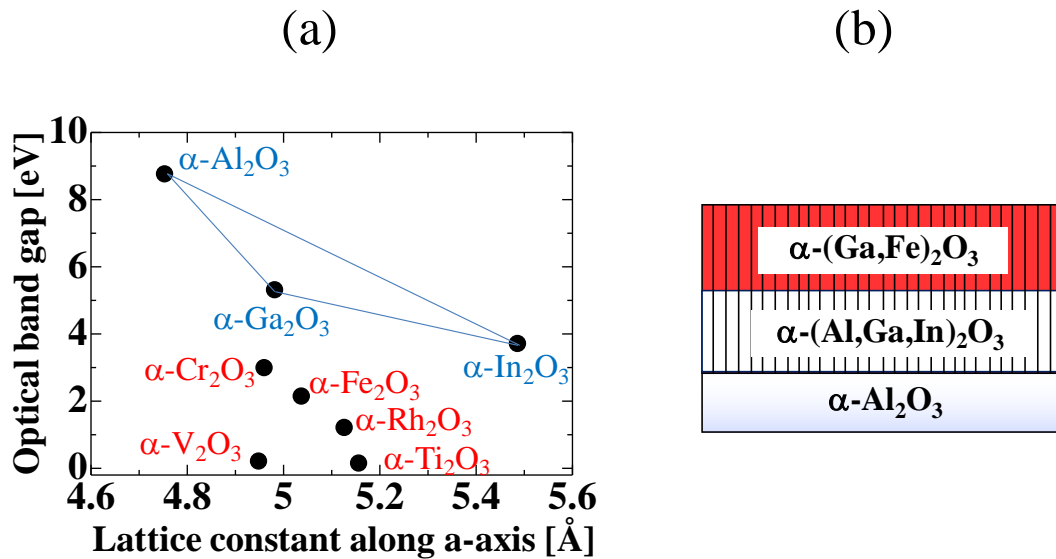 (a)
(b)
Optical band gap [eV]
10
8
6
4
2
0
α-Al₂O₃
α-Ga₂O₃
α-In₂O₃
α-Cr₂O₃
α-Fe₂O₃
α-Rh₂O₃
α-V₂O₃
α-Ti₂O₃
4.6 4.8 5 5.2 5.4 5.6
Lattice constant along a-axis [Å]
α-(Ga,Fe)₂O₃
α-(Al,Ga,In)₂O₃
α-Al₂O₃